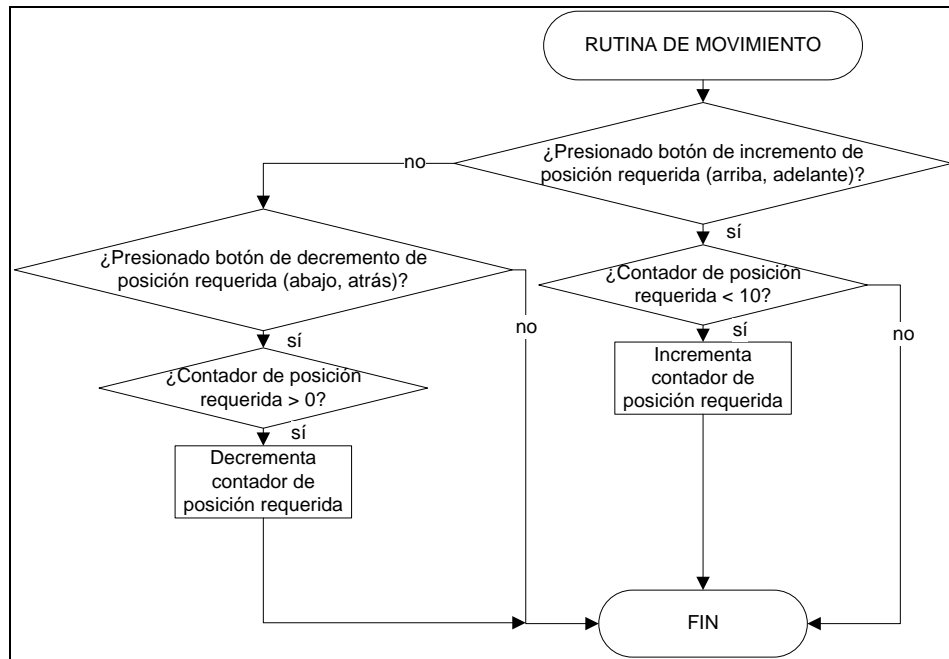 RUTINA DE MOVIMIENTO
¿Presionado botón de incremento de
posición requerida (arriba, adelante)?
no
sí
¿Presionado botón de decremento de
posición requerida (abajo, atrás)?
no
sí
¿Contador de posición
requerida > 0?
sí
Decrementa
contador de
posición requerida
¿Contador de posición
requerida < 10?
no
sí
Incrementa
contador de
posición requerida
FIN